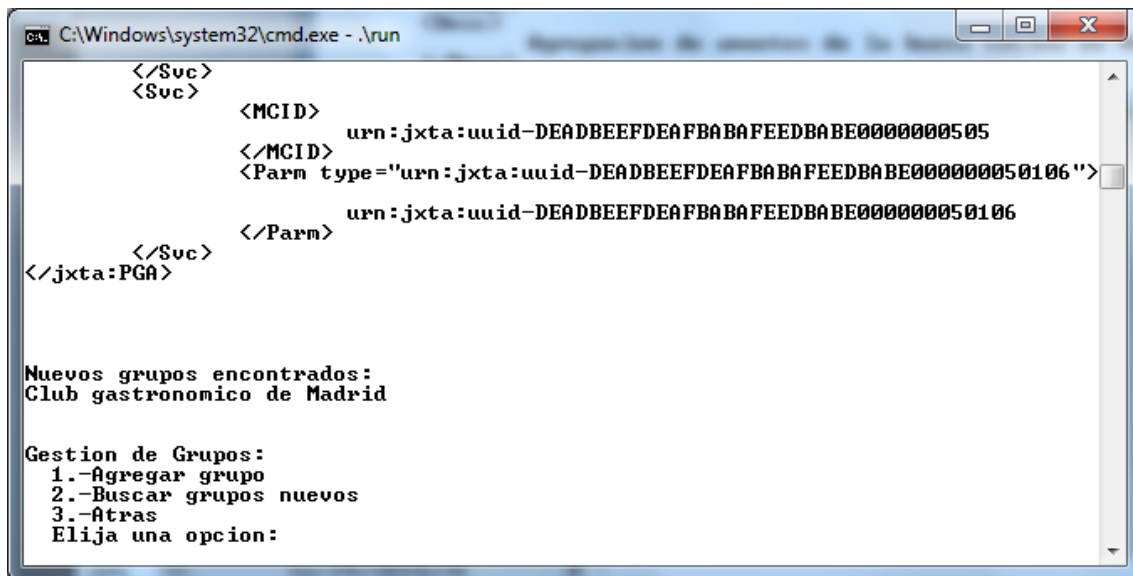 C:\Windows\system32\cmd.exe - .\run
</Svc>
<Svc>
<MCID>
urn:jxta:uuid-DEADBEEFDEAFBABAFEEDBABE0000000505
</MCID>
<Parm type="urn:jxta:uuid-DEADBEEFDEAFBABAFEEDBABE000000050106">
urn:jxta:uuid-DEADBEEFDEAFBABAFEEDBABE000000050106
</Parm>
</Svc>
</jxta:PGA>
Nuevos grupos encontrados:
Club gastronomico de Madrid
Gestion de Grupos:
1.-Agregar grupo
2.-Buscar grupos nuevos
3.-Atras
Elija una opcion: